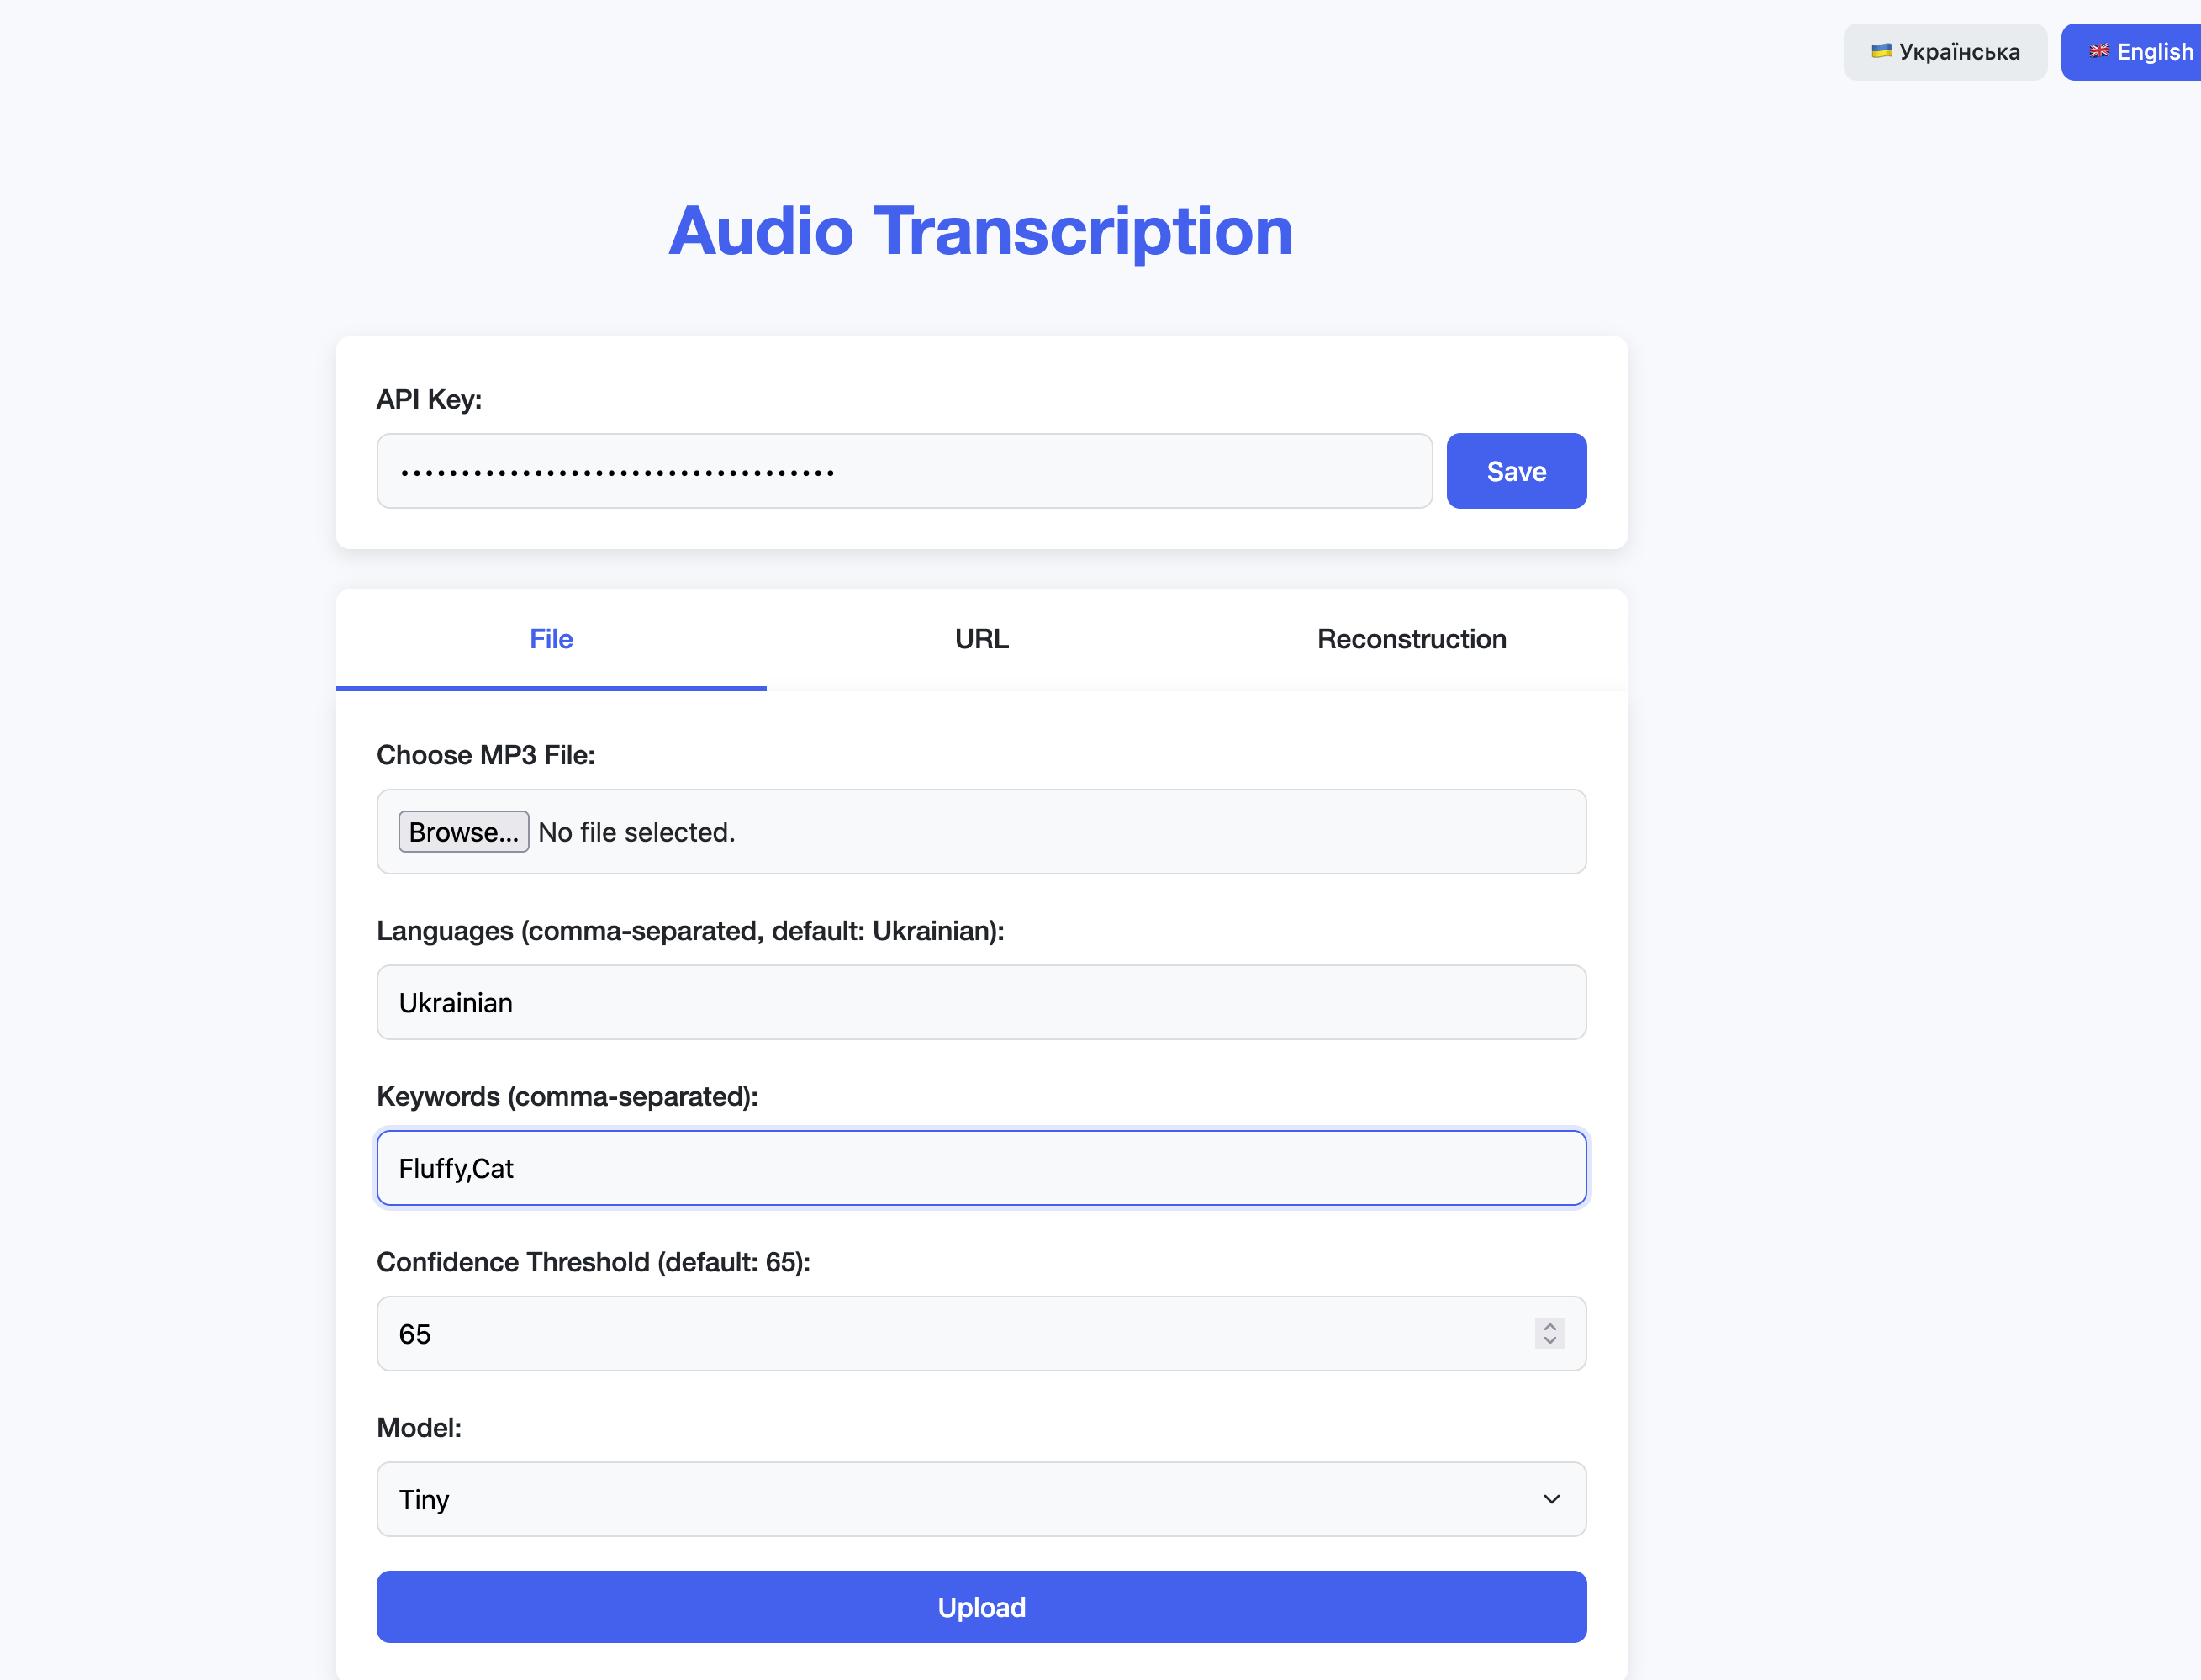 🇺🇦 Українська 🇬🇧 English
Audio Transcription
API Key:
••••••••••••••••••••••••••••••••••••
Save
File URL Reconstruction
Choose MP3 File:
Browse... No file selected.
Languages (comma-separated, default: Ukrainian):
Ukrainian
Keywords (comma-separated):
Fluffy,Cat
Confidence Threshold (default: 65):
65
Model:
Tiny
Upload